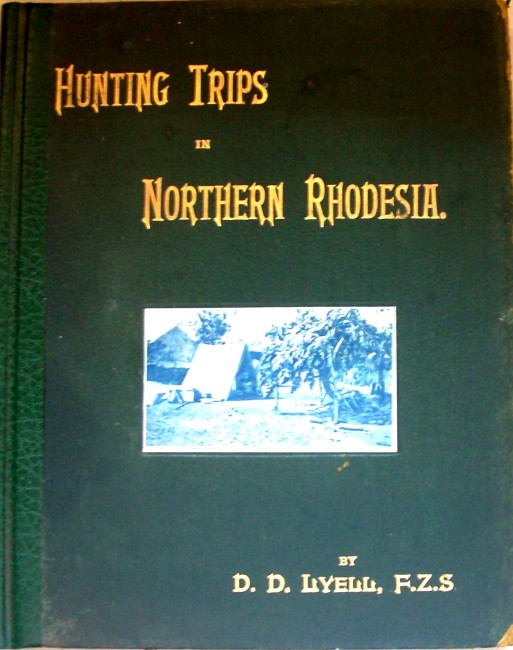 HUNTING TRIPS
IN
NORTHERN RHODESIA.
BY
D. D. LYELL, F.Z.S.